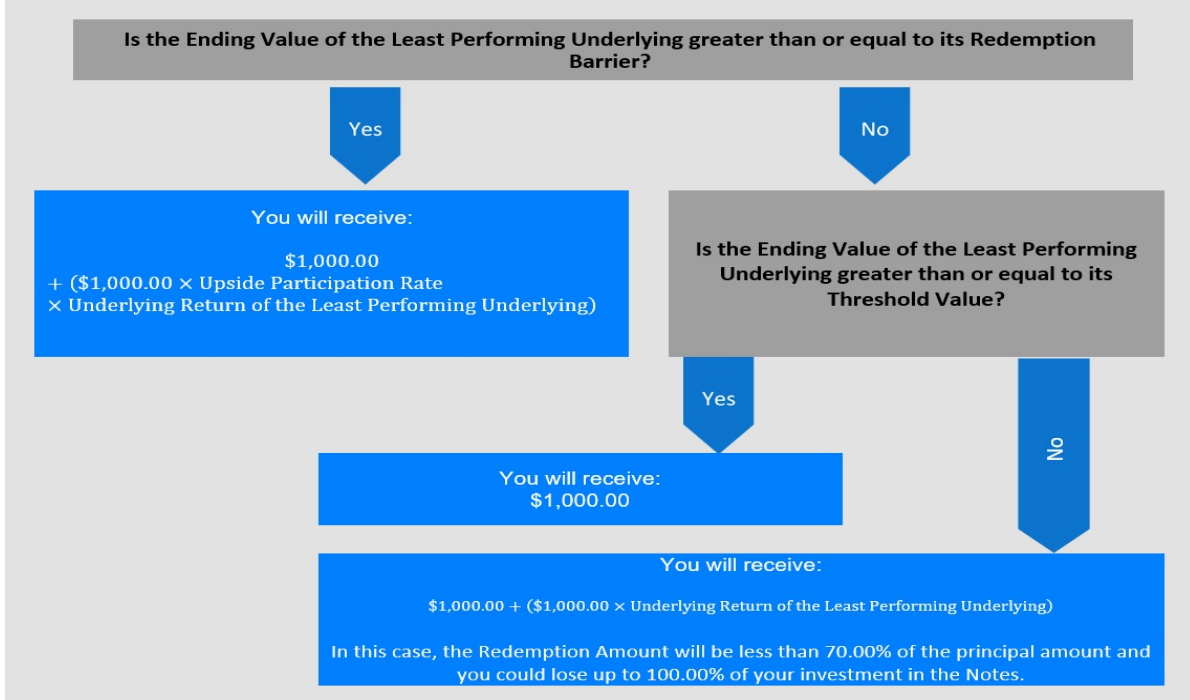 Is the Ending Value of the Least Performing Underlying greater than or equal to its Redemption
Barrier?
Yes
No
You will receive:
$1,000.00
+ ($1,000.00 × Upside Participation Rate
× Underlying Return of the Least Performing Underlying)
Is the Ending Value of the Least Performing
Underlying greater than or equal to its
Threshold Value?
Yes
No
You will receive:
$1,000.00
You will receive:
$1,000.00 + ($1,000.00 × Underlying Return of the Least Performing Underlying)
In this case, the Redemption Amount will be less than 70.00% of the principal amount and
you could lose up to 100.00% of your investment in the Notes.